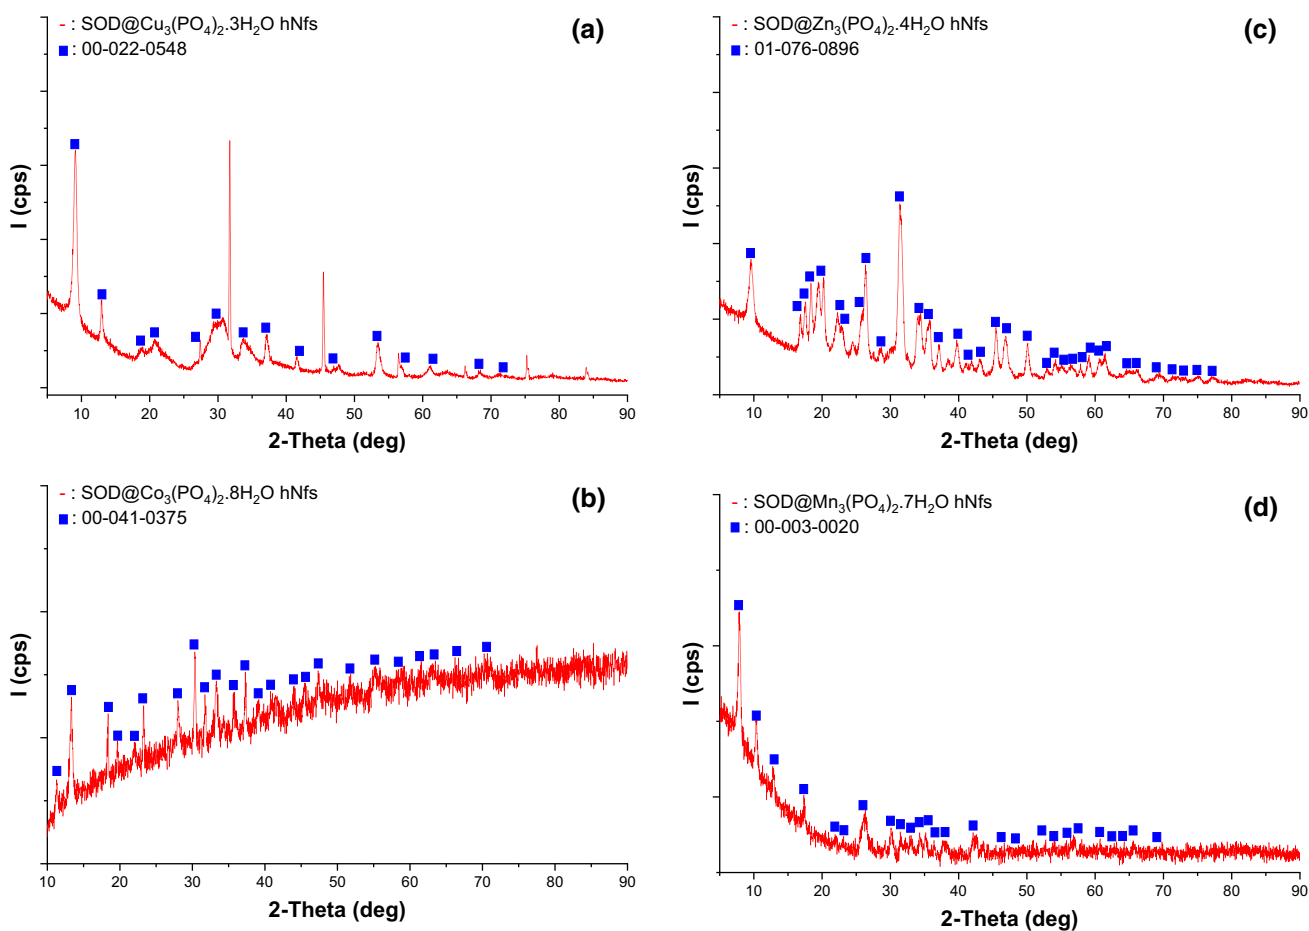 - : SOD@Cu₃(PO₄)₂.3H₂O hNfs
■ : 00-022-0548
(a)
I (cps)
10 20 30 40 50 60 70 80 90
2-Theta (deg)
- : SOD@Zn₃(PO₄)₂.4H₂O hNfs
■ : 01-076-0896
(c)
I (cps)
10 20 30 40 50 60 70 80 90
2-Theta (deg)
- : SOD@Co₃(PO₄)₂.8H₂O hNfs
■ : 00-041-0375
(b)
I (cps)
10 20 30 40 50 60 70 80 90
2-Theta (deg)
- : SOD@Mn₃(PO₄)₂.7H₂O hNfs
■ : 00-003-0020
(d)
I (cps)
10 20 30 40 50 60 70 80 90
2-Theta (deg)